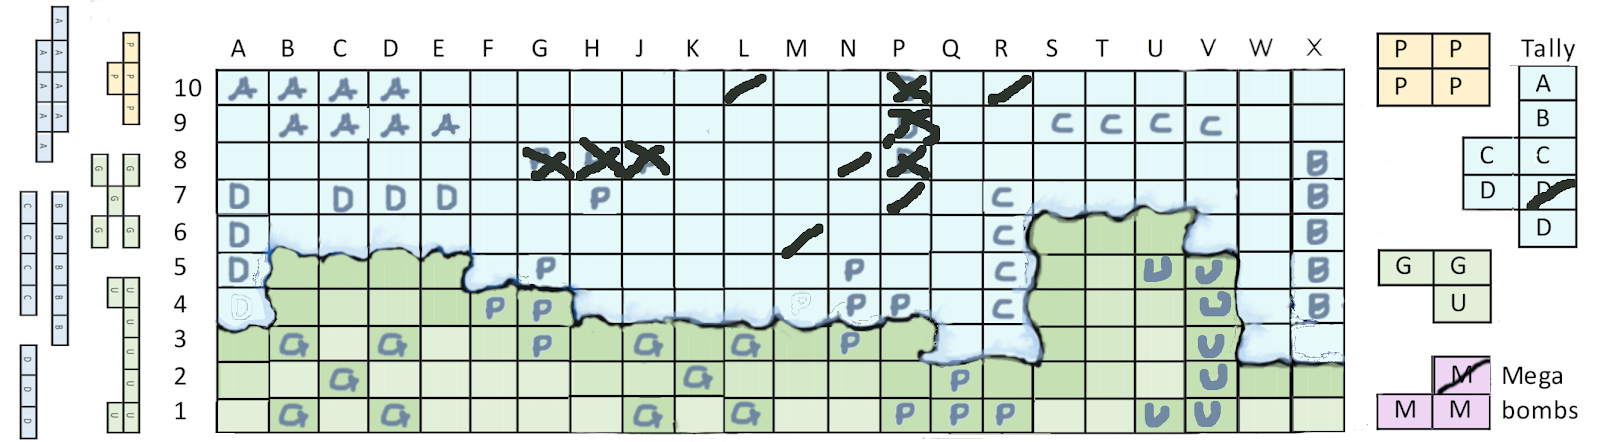 A B C D E F G H J K L M N P Q R S T U V W X
10 A A A A
9 A A A A C C C C
8 B
7 D D D D P C B
6 D C B
5 D P N C U V B
4 D P P P P P C U B
3 G G P G G P U
2 G G P U
1 G G G G P P P U U
A
A A
A A
A A
A A
A
P
P P
P
G G
G
G G
C B
C B
C B
C B
B
U U
U
U
U
U U
D
D
D
P P
P P
Tally
A
B
C C
D D
D
G G
U
M Mega
M M bombs